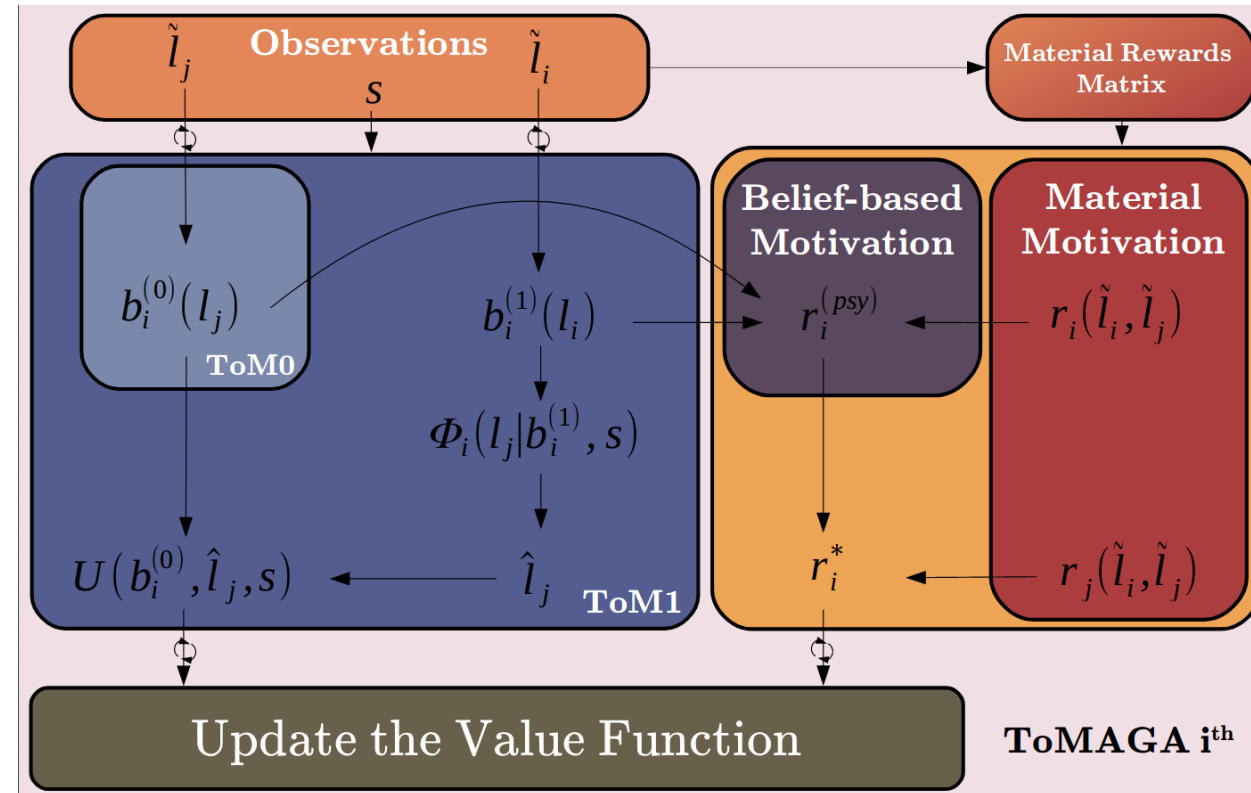 Observations
l̃_j
l̃_i
s
Material Rewards
Matrix
Belief-based
Motivation
Material
Motivation
b_i^{(0)}(l_j)
ToM0
b_i^{(1)}(l_i)
r_i^{(psy)}
r_i(l̃_i, l̃_j)
Φ_i(l_j|b_i^{(1)}, s)
U(b_i^{(0)}, l̂_j, s)
l̂_j
ToM1
r_i^*
r_j(l̃_i, l̃_j)
Update the Value Function
ToMAGA i^{th}